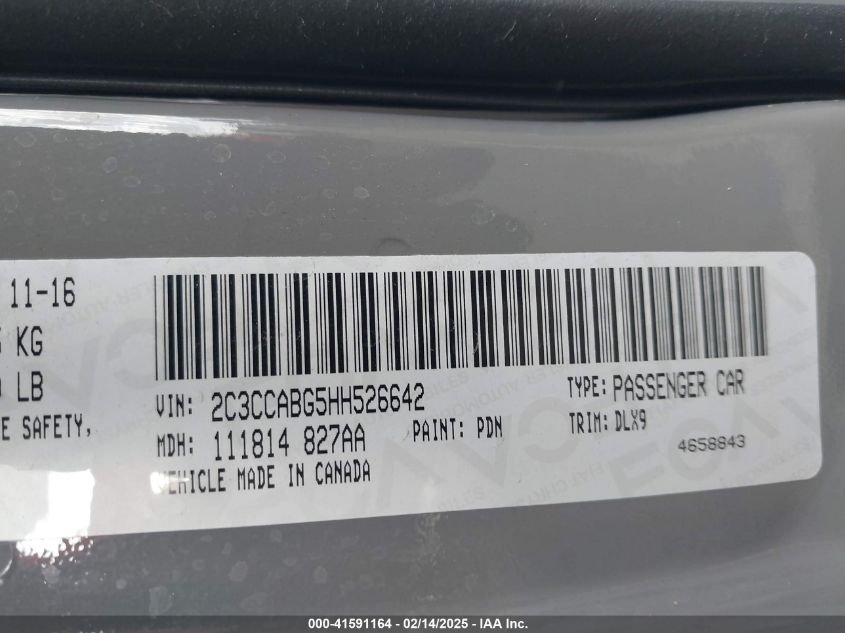 11-16
KG
LB
E SAFETY,
VIN: 2C3CCABG5HH526642
TYPE: PASSENGER CAR
MDH: 111814 827AA
PAINT: PDN
TRIM: DLX9
VEHICLE MADE IN CANADA
4658843
000-41591164 - 02/14/2025 - IAA Inc.